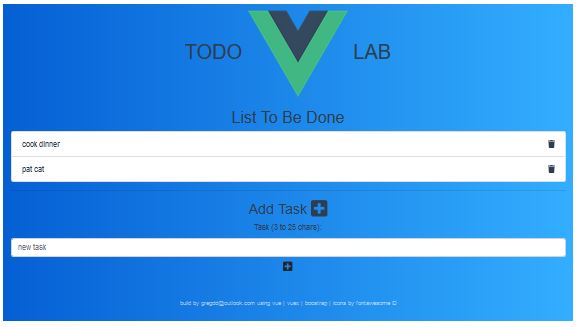 TODO LAB
List To Be Done
cook dinner
pat cat
Add Task
Task (3 to 25 chars):
new task
build by gregdd@outlook.com using vue | vuex | bootstrap | icons by fontawesome ©